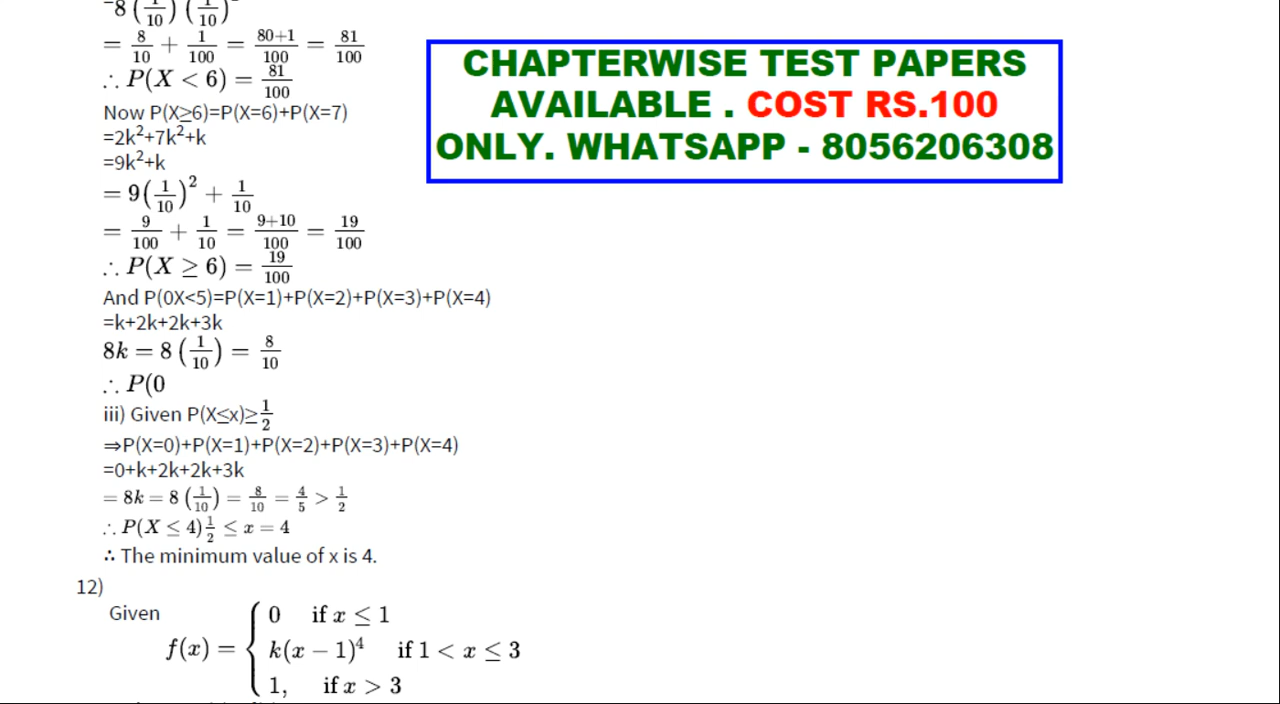 = 8/10 + 1/100 = 80+1/100 = 81/100
∴ P(X < 6) = 81/100
Now P(X≥6)=P(X=6)+P(X=7)
=2k²+7k²+k
=9k²+k
= 9(1/10)² + 1/10
= 9/100 + 1/10 = 9+10/100 = 19/100
∴ P(X ≥ 6) = 19/100
And P(0X<5)=P(X=1)+P(X=2)+P(X=3)+P(X=4)
=k+2k+2k+3k
8k = 8(1/10) = 8/10
∴ P(0
iii) Given P(X≤x)≥1/2
⇒P(X=0)+P(X=1)+P(X=2)+P(X=3)+P(X=4)
=0+k+2k+2k+3k
= 8k = 8(1/10) = 8/10 = 4/5 > 1/2
∴ P(X ≤ 4) 1/2 ≤ x = 4
∴ The minimum value of x is 4.
12)
Given
f(x) = { 0 if x ≤ 1
k(x − 1)⁴ if 1 < x ≤ 3
1, if x > 3
CHAPTERWISE TEST PAPERS
AVAILABLE . COST RS.100
ONLY. WHATSAPP - 8056206308